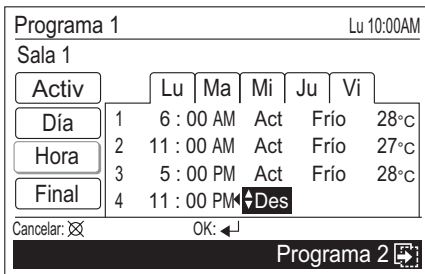 Programa 1 Lu 10:00AM
Sala 1
Activ Lu Ma Mi Ju Vi
Día 1 6 : 00 AM Act Frío 28°C
Hora 2 11 : 00 AM Act Frío 27°C
3 5 : 00 PM Act Frío 28°C
Final 4 11 : 00 PM Des
Cancelar: OK:
Programa 2